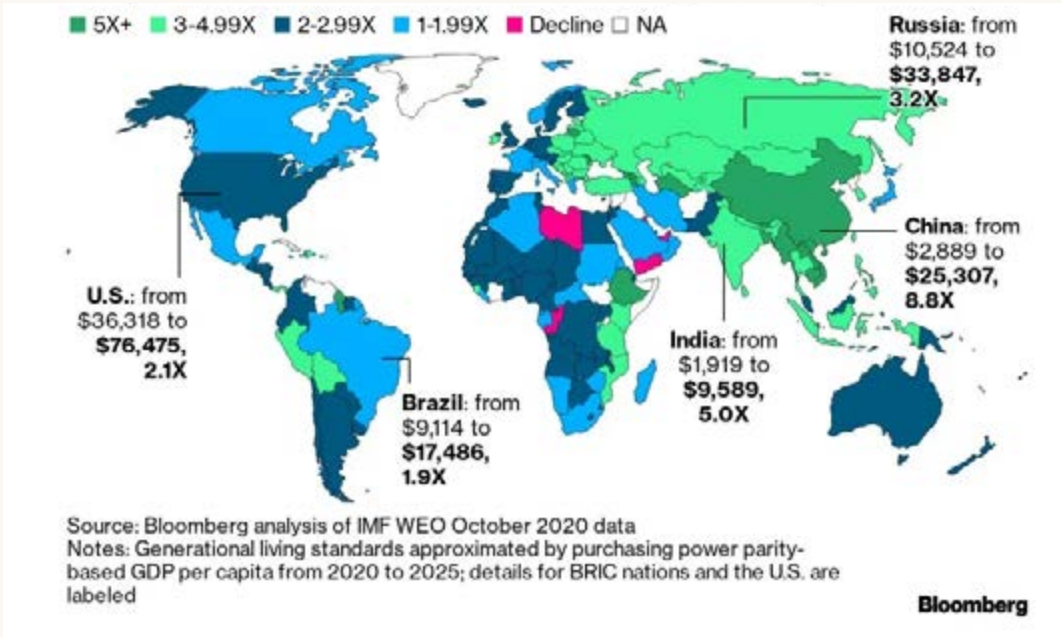 5X+ 3-4.99X 2-2.99X 1-1.99X Decline NA
Russia: from
$10,524 to
$33,847,
3.2X
China: from
$2,889 to
$25,307,
8.8X
U.S.: from
$36,318 to
$76,475,
2.1X
India: from
$1,919 to
$9,589,
5.0X
Brazil: from
$9,114 to
$17,486,
1.9X
Source: Bloomberg analysis of IMF WEO October 2020 data
Notes: Generational living standards approximated by purchasing power parity-
based GDP per capita from 2020 to 2025; details for BRIC nations and the U.S. are
labeled
Bloomberg